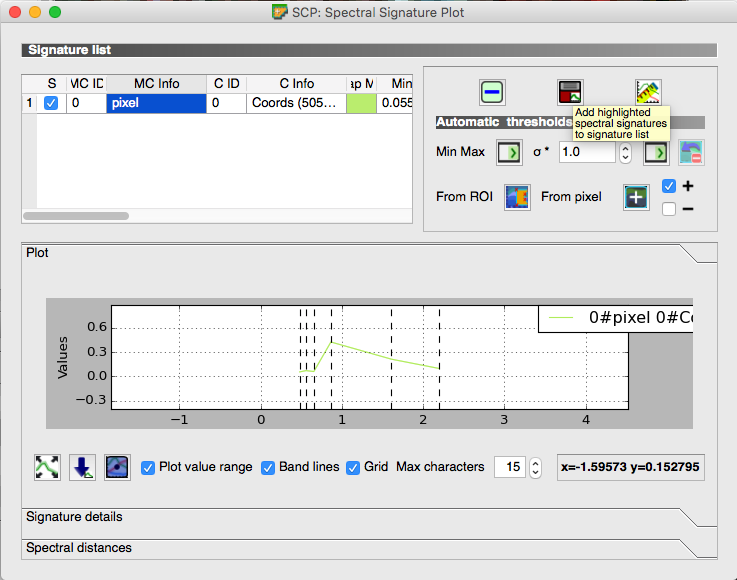 SCP: Spectral Signature Plot
Signature list
S MC ID MC Info C ID C Info ap M Min
1 0 pixel 0 Coords (505... 0.055
Add highlighted
spectral signatures
to signature list
Automatic thresholds
Min Max σ * 1.0
From ROI From pixel + −
Plot
Values
0.6
0.3
0.0
−0.3
−1 0 1 2 3 4
0#pixel 0#Co
Plot value range Band lines Grid Max characters 15 x=-1.59573 y=0.152795
Signature details
Spectral distances